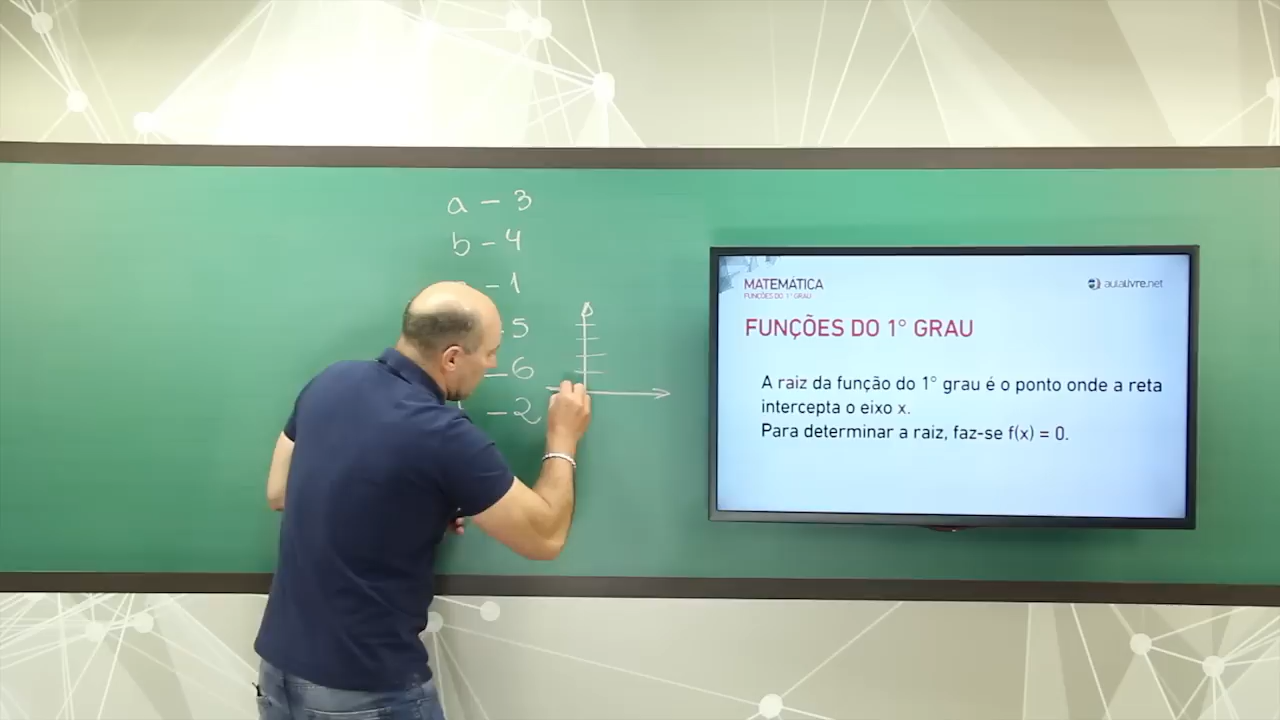 a - 3
b - 4
- 1
- 5
- 6
- 2
MATEMÁTICA
FUNÇÕES DO 1° GRAU
aulalivre.net
FUNÇÕES DO 1° GRAU
A raiz da função do 1° grau é o ponto onde a reta
intercepta o eixo x.
Para determinar a raiz, faz-se f(x) = 0.